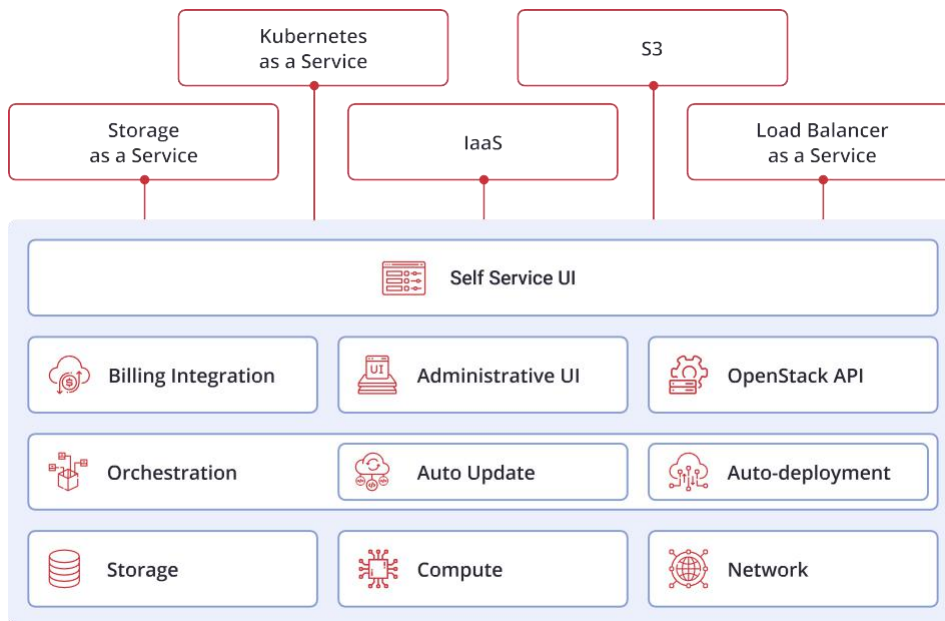 Kubernetes
as a Service
S3
Storage
as a Service
IaaS
Load Balancer
as a Service
Self Service UI
Billing Integration
UI
Administrative UI
OpenStack API
Orchestration
Auto Update
Auto-deployment
Storage
Compute
Network